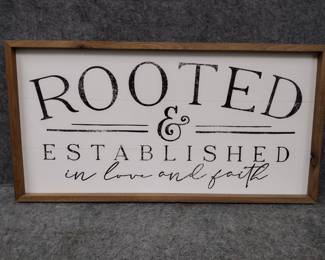 ROOTED
&
ESTABLISHED
in love and faith